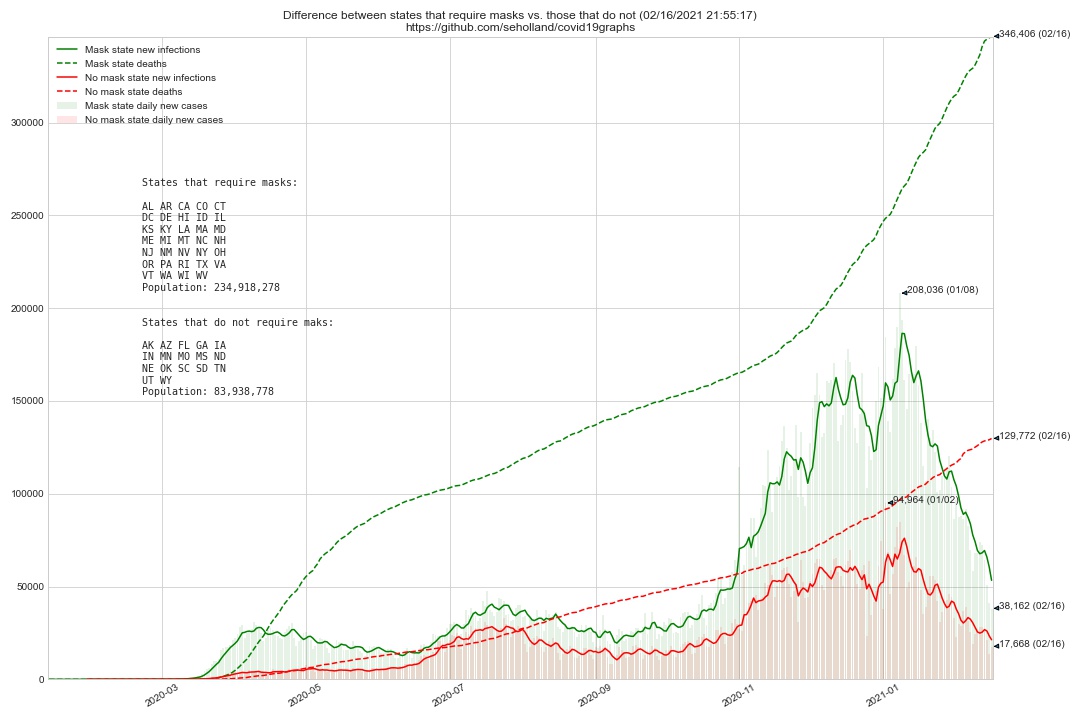 Difference between states that require masks vs. those that do not (02/16/2021 21:55:17)
https://github.com/seholland/covid19graphs
346,406 (02/16)
Mask state new infections
Mask state deaths
No mask state new infections
No mask state deaths
Mask state daily new cases
No mask state daily new cases
300000
States that require masks:
AL AR CA CO CT
DC DE HI ID IL
KS KY LA MA MD
ME MI MT NC NH
NJ NM NV NY OH
OR PA RI TX VA
VT WA WI WV
Population: 234,918,278
250000
208,036 (01/08)
200000
States that do not require maks:
AK AZ FL GA IA
IN MN MO MS ND
NE OK SC SD TN
UT WY
Population: 83,938,778
150000
129,772 (02/16)
100000
94,964 (01/02)
50000
38,162 (02/16)
17,668 (02/16)
0
2020-03
2020-05
2020-07
2020-09
2020-11
2021-01